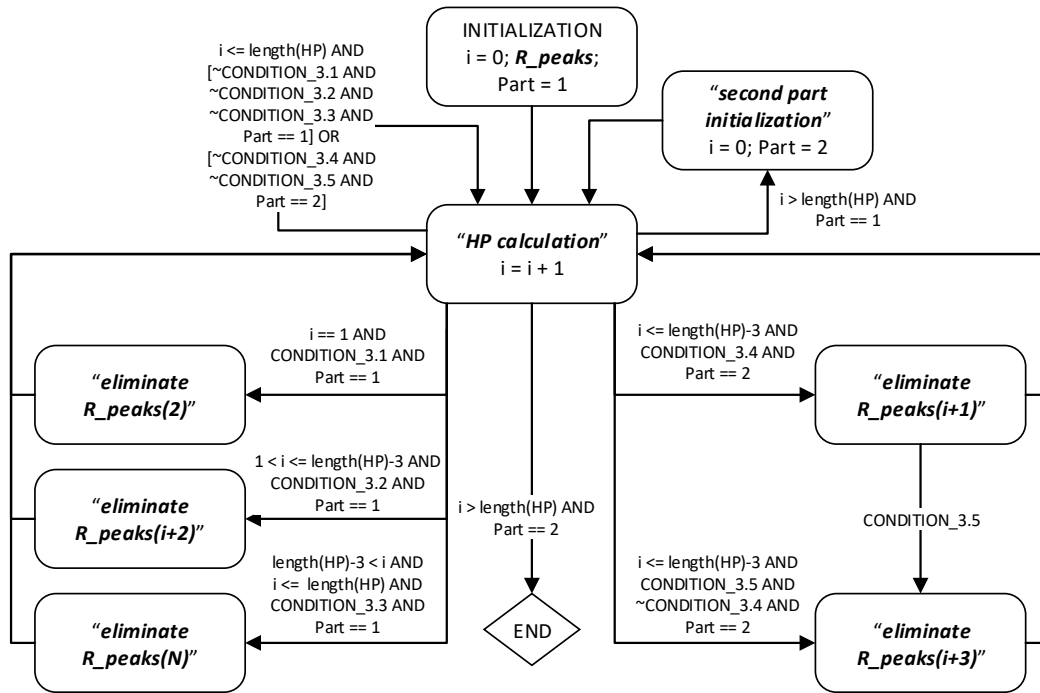 INITIALIZATION
i = 0; R_peaks;
Part = 1
i <= length(HP) AND
[~CONDITION_3.1 AND
~CONDITION_3.2 AND
~CONDITION_3.3 AND
Part == 1] OR
[~CONDITION_3.4 AND
~CONDITION_3.5 AND
Part == 2]
“second part
initialization”
i = 0; Part = 2
i > length(HP) AND
Part == 1
“HP calculation”
i = i + 1
i == 1 AND
CONDITION_3.1 AND
Part == 1
“eliminate
R_peaks(2)”
1 < i <= length(HP)-3 AND
CONDITION_3.2 AND
Part == 1
“eliminate
R_peaks(i+2)”
length(HP)-3 < i AND
i <= length(HP) AND
CONDITION_3.3 AND
Part == 1
“eliminate
R_peaks(N)”
i > length(HP) AND
Part == 2
END
i <= length(HP)-3 AND
CONDITION_3.4 AND
Part == 2
“eliminate
R_peaks(i+1)”
CONDITION_3.5
i <= length(HP)-3 AND
CONDITION_3.5 AND
~CONDITION_3.4 AND
Part == 2
“eliminate
R_peaks(i+3)”